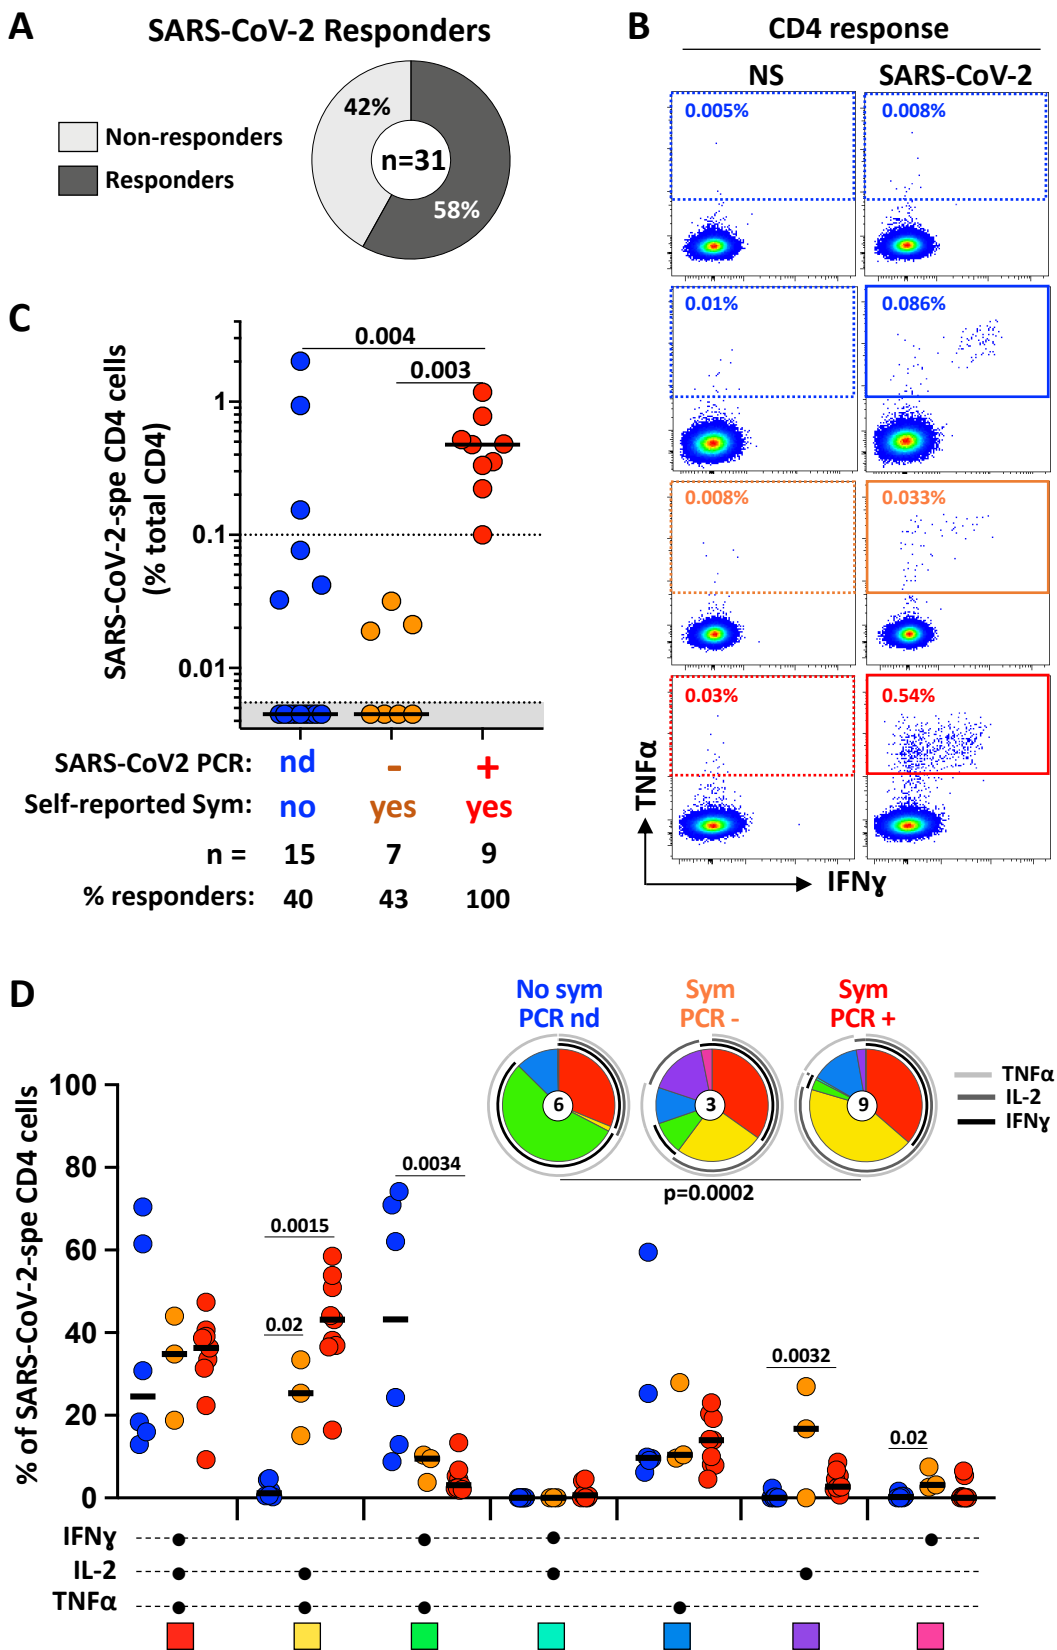 A
SARS-CoV-2 Responders
Non-responders
Responders
42%
n=31
58%
B
CD4 response
NS
SARS-CoV-2
0.005%
0.008%
0.01%
0.086%
0.008%
0.033%
0.03%
0.54%
TNFα
IFNɣ
C
SARS-CoV-2-spe CD4 cells
(% total CD4)
0.004
0.003
1
0.1
0.01
SARS-CoV2 PCR: nd - +
Self-reported Sym: no yes yes
n = 15 7 9
% responders: 40 43 100
D
No sym
PCR nd
Sym
PCR -
Sym
PCR +
6
3
9
TNFα
IL-2
IFNɣ
p=0.0002
% of SARS-CoV-2-spe CD4 cells
100
80
60
40
20
0
0.0015
0.02
0.0034
0.0032
0.02
IFNɣ
IL-2
TNFα